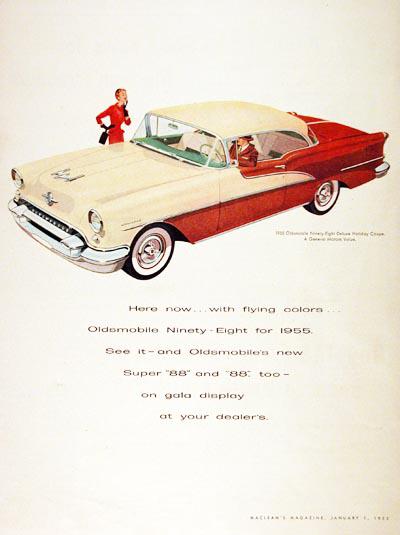 1955 Oldsmobile Ninety-Eight Deluxe Holiday Coupe.
A General Motors Value.
Here now... with flying colors...
Oldsmobile Ninety-Eight for 1955.
See it—and Oldsmobile's new
Super "88" and "88", too—
on gala display
at your dealer's.
MACLEAN'S MAGAZINE, JANUARY 1, 1955